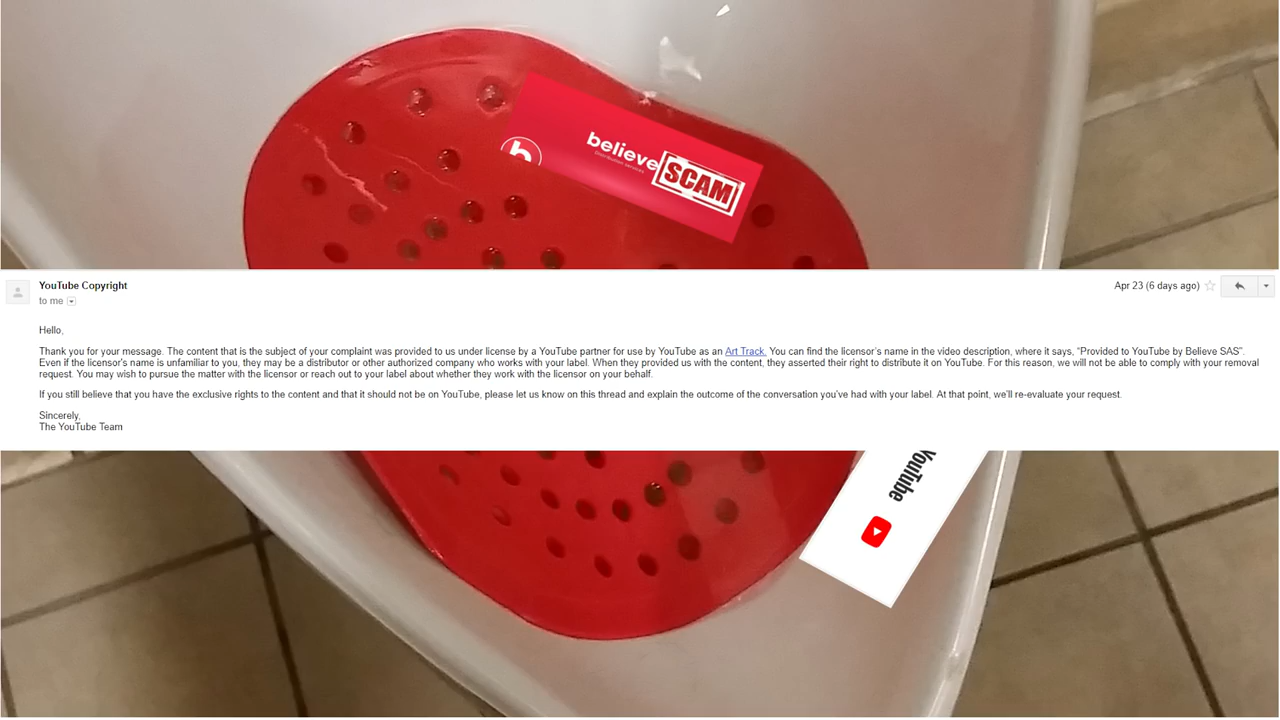 believe
Distribution Services
SCAM
b
YouTube Copyright
Apr 23 (6 days ago)
to me
Hello,
Thank you for your message. The content that is the subject of your complaint was provided to us under license by a YouTube partner for use by YouTube as an Art Track. You can find the licensor's name in the video description, where it says, "Provided to YouTube by Believe SAS".
Even if the licensor's name is unfamiliar to you, they may be a distributor or other authorized company who works with your label. When they provided us with the content, they asserted their right to distribute it on YouTube. For this reason, we will not be able to comply with your removal
request. You may wish to pursue the matter with the licensor or reach out to your label about whether they work with the licensor on your behalf.
If you still believe that you have the exclusive rights to the content and that it should not be on YouTube, please let us know on this thread and explain the outcome of the conversation you've had with your label. At that point, we'll re-evaluate your request.
Sincerely,
The YouTube Team
YouTube